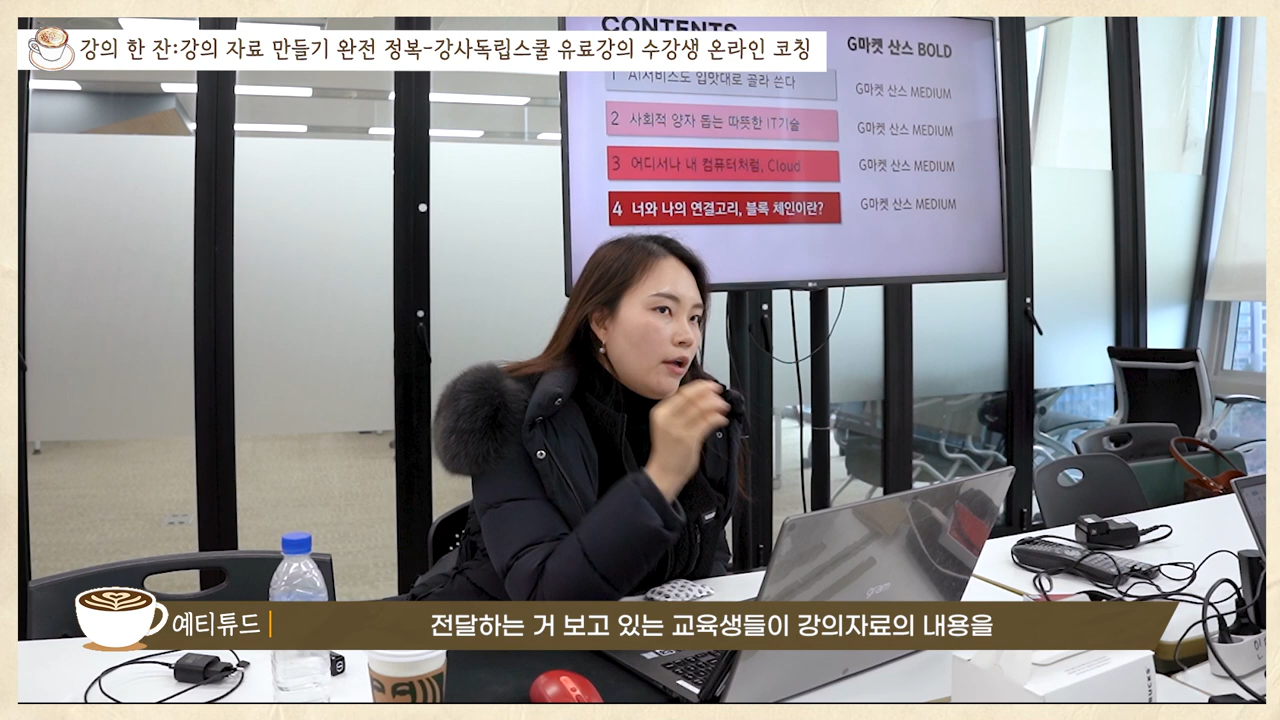 강의 한 잔:강의 자료 만들기 완전 정복-강사독립스쿨 유료강의 수강생 온라인 코칭
CONTENTS
G마켓 산스 BOLD
1 AI서비스도 입맛대로 골라 쓴다
G마켓 산스 MEDIUM
2 사회적 양자 돕는 따뜻한 IT기술
G마켓 산스 MEDIUM
3 어디서나 내 컴퓨터처럼, Cloud
G마켓 산스 MEDIUM
4 너와 나의 연결고리, 블록 체인이란?
G마켓 산스 MEDIUM
LG
gram
예티튜드
전달하는 거 보고 있는 교육생들이 강의자료의 내용을